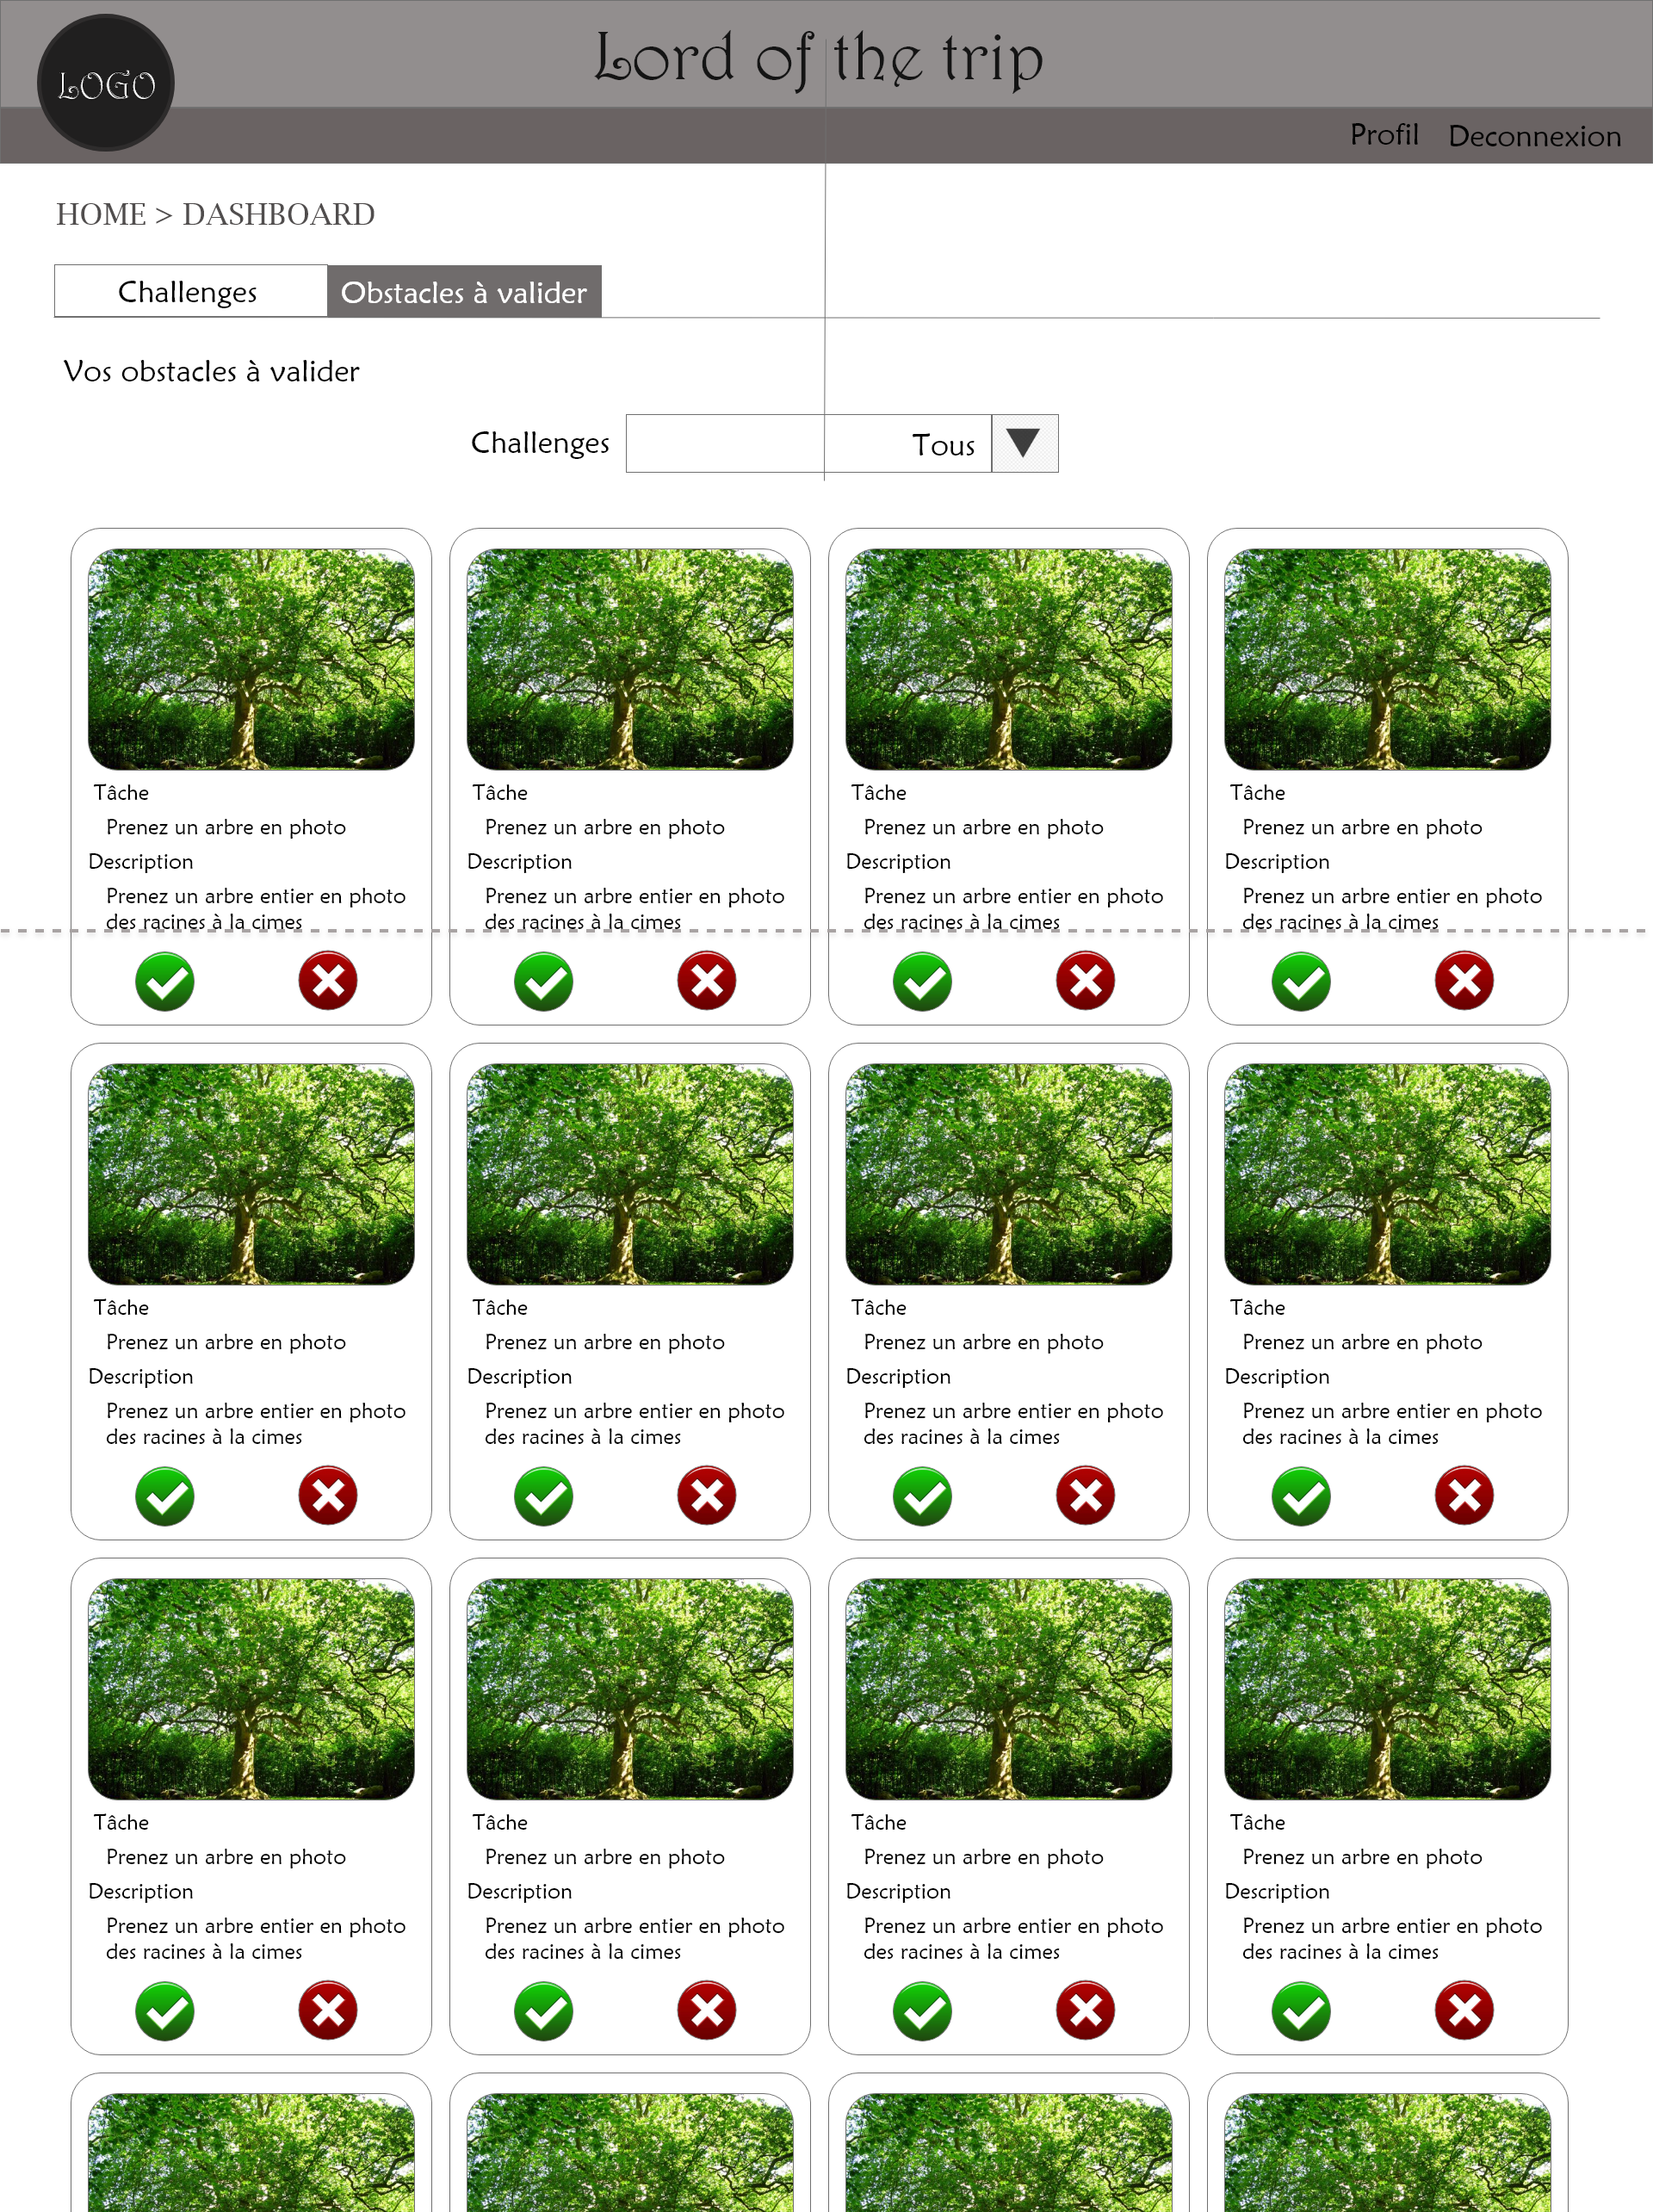 Lord of the trip
LOGO
Profil Deconnexion
HOME > DASHBOARD
Challenges Obstacles à valider
Vos obstacles à valider
Challenges Tous
Tâche Tâche Tâche Tâche
Prenez un arbre en photo Prenez un arbre en photo Prenez un arbre en photo Prenez un arbre en photo
Description Description Description Description
Prenez un arbre entier en photo Prenez un arbre entier en photo Prenez un arbre entier en photo Prenez un arbre entier en photo
des racines à la cimes des racines à la cimes des racines à la cimes des racines à la cimes
Tâche Tâche Tâche Tâche
Prenez un arbre en photo Prenez un arbre en photo Prenez un arbre en photo Prenez un arbre en photo
Description Description Description Description
Prenez un arbre entier en photo Prenez un arbre entier en photo Prenez un arbre entier en photo Prenez un arbre entier en photo
des racines à la cimes des racines à la cimes des racines à la cimes des racines à la cimes
Tâche Tâche Tâche Tâche
Prenez un arbre en photo Prenez un arbre en photo Prenez un arbre en photo Prenez un arbre en photo
Description Description Description Description
Prenez un arbre entier en photo Prenez un arbre entier en photo Prenez un arbre entier en photo Prenez un arbre entier en photo
des racines à la cimes des racines à la cimes des racines à la cimes des racines à la cimes